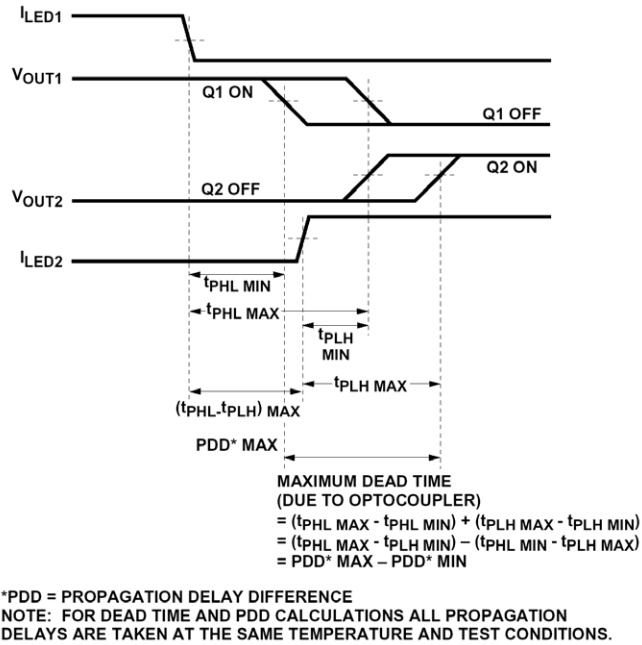 ILED1
VOUT1
Q1 ON
Q1 OFF
Q2 ON
Q2 OFF
VOUT2
ILED2
tPHL MIN
tPHL MAX
tPLH
MIN
tPLH MAX
(tPHL-tPLH) MAX
PDD* MAX
MAXIMUM DEAD TIME
(DUE TO OPTOCOUPLER)
= (tPHL MAX - tPHL MIN) + (tPLH MAX - tPLH MIN)
= (tPHL MAX - tPLH MIN) – (tPHL MIN - tPLH MAX)
= PDD* MAX – PDD* MIN
*PDD = PROPAGATION DELAY DIFFERENCE
NOTE: FOR DEAD TIME AND PDD CALCULATIONS ALL PROPAGATION
DELAYS ARE TAKEN AT THE SAME TEMPERATURE AND TEST CONDITIONS.